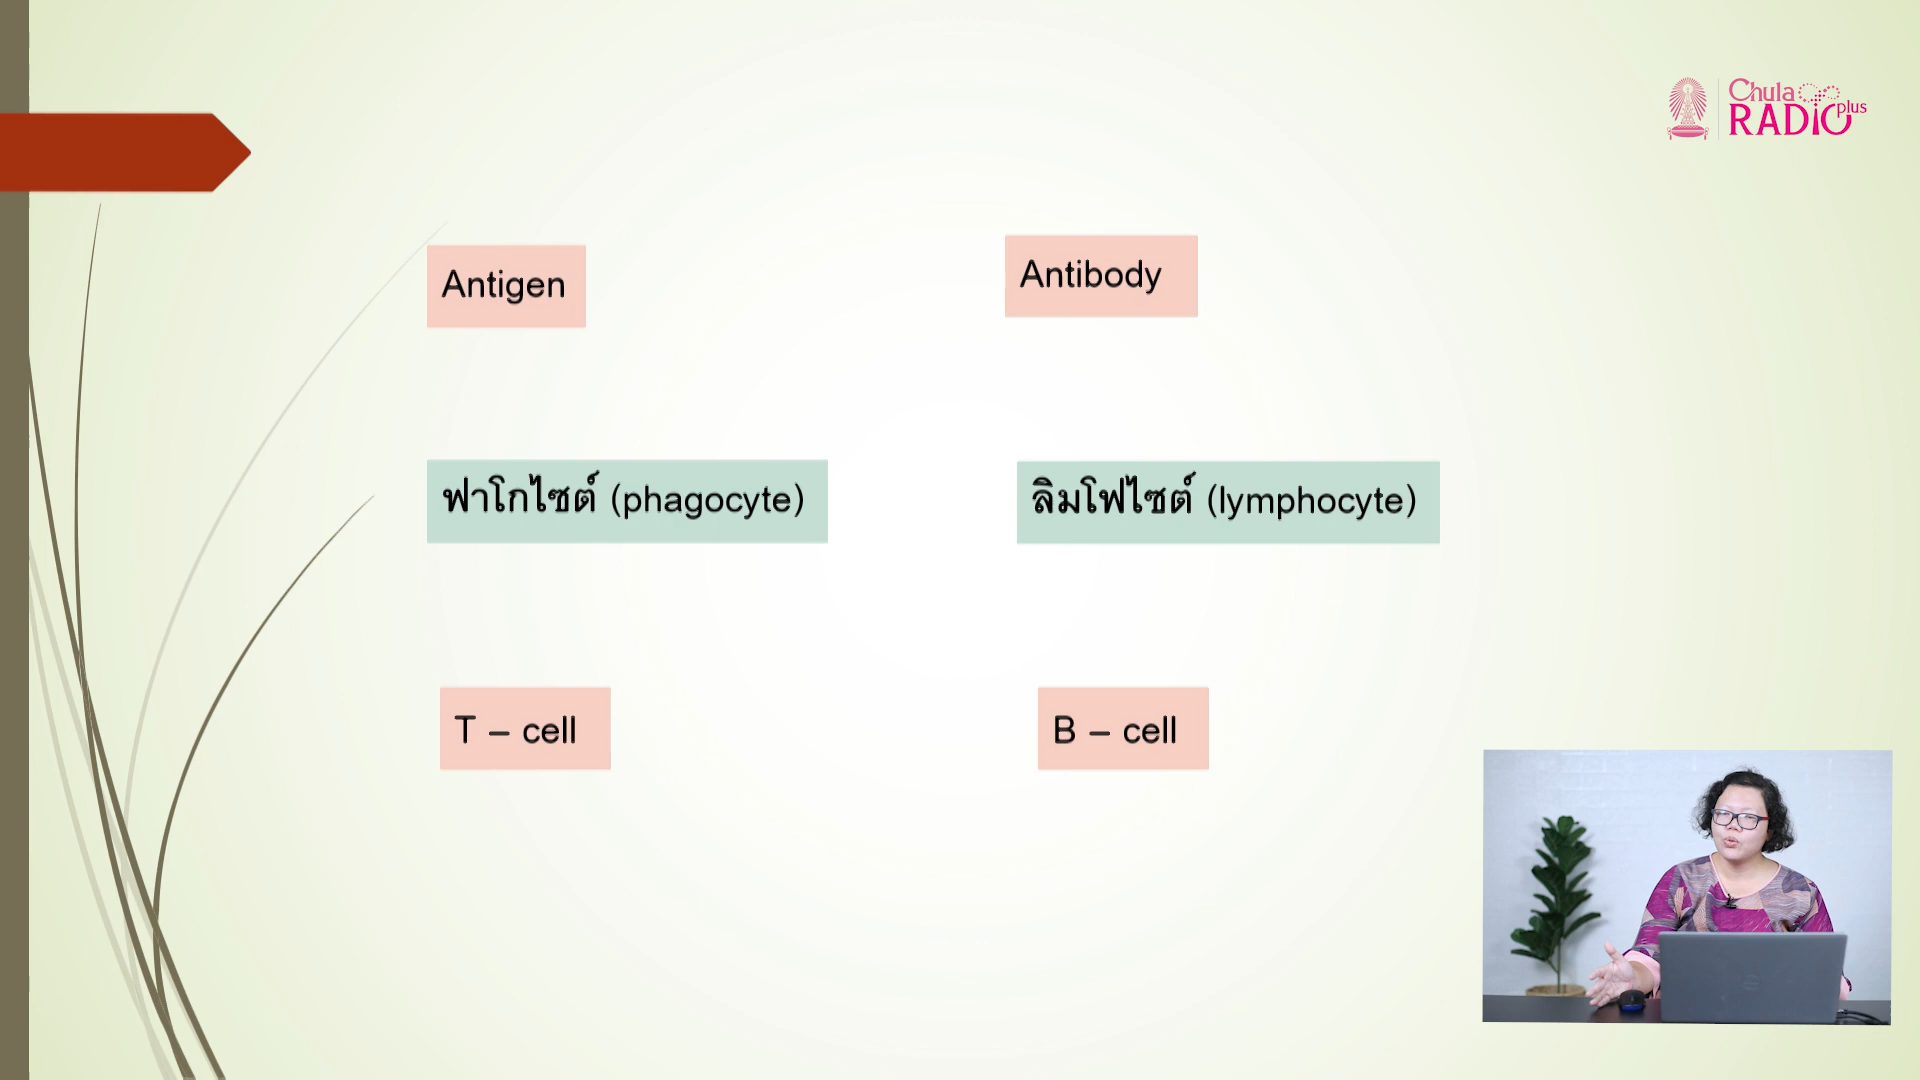 Chula
RADIO plus
Antigen
Antibody
ฟาโกไซต์ (phagocyte)
ลิมโฟไซต์ (lymphocyte)
T – cell
B – cell